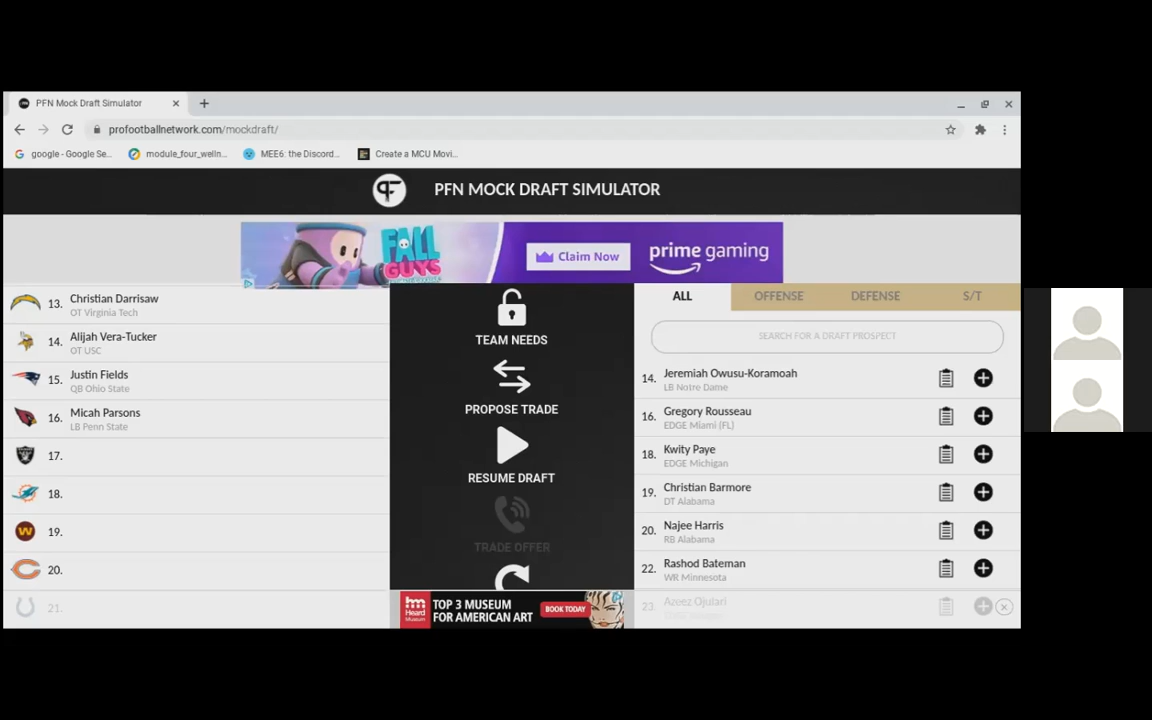 PFN Mock Draft Simulator
profootballnetwork.com/mockdraft/
google - Google Se...
module_four_welln...
MEE6: the Discord...
Create a MCU Movi...
PFN MOCK DRAFT SIMULATOR
FALL GUYS
Claim Now
prime gaming
13. Christian Darrisaw
OT Virginia Tech
14. Alijah Vera-Tucker
OT USC
15. Justin Fields
QB Ohio State
16. Micah Parsons
LB Penn State
17.
18.
19.
20.
21.
TEAM NEEDS
PROPOSE TRADE
RESUME DRAFT
TRADE OFFER
hm Heard Museum
TOP 3 MUSEUM
FOR AMERICAN ART
BOOK TODAY
ALL OFFENSE DEFENSE S/T
SEARCH FOR A DRAFT PROSPECT
14. Jeremiah Owusu-Koramoah
LB Notre Dame
16. Gregory Rousseau
EDGE Miami (FL)
18. Kwity Paye
EDGE Michigan
19. Christian Barmore
DT Alabama
20. Najee Harris
RB Alabama
22. Rashod Bateman
WR Minnesota
23. Azeez Ojulari